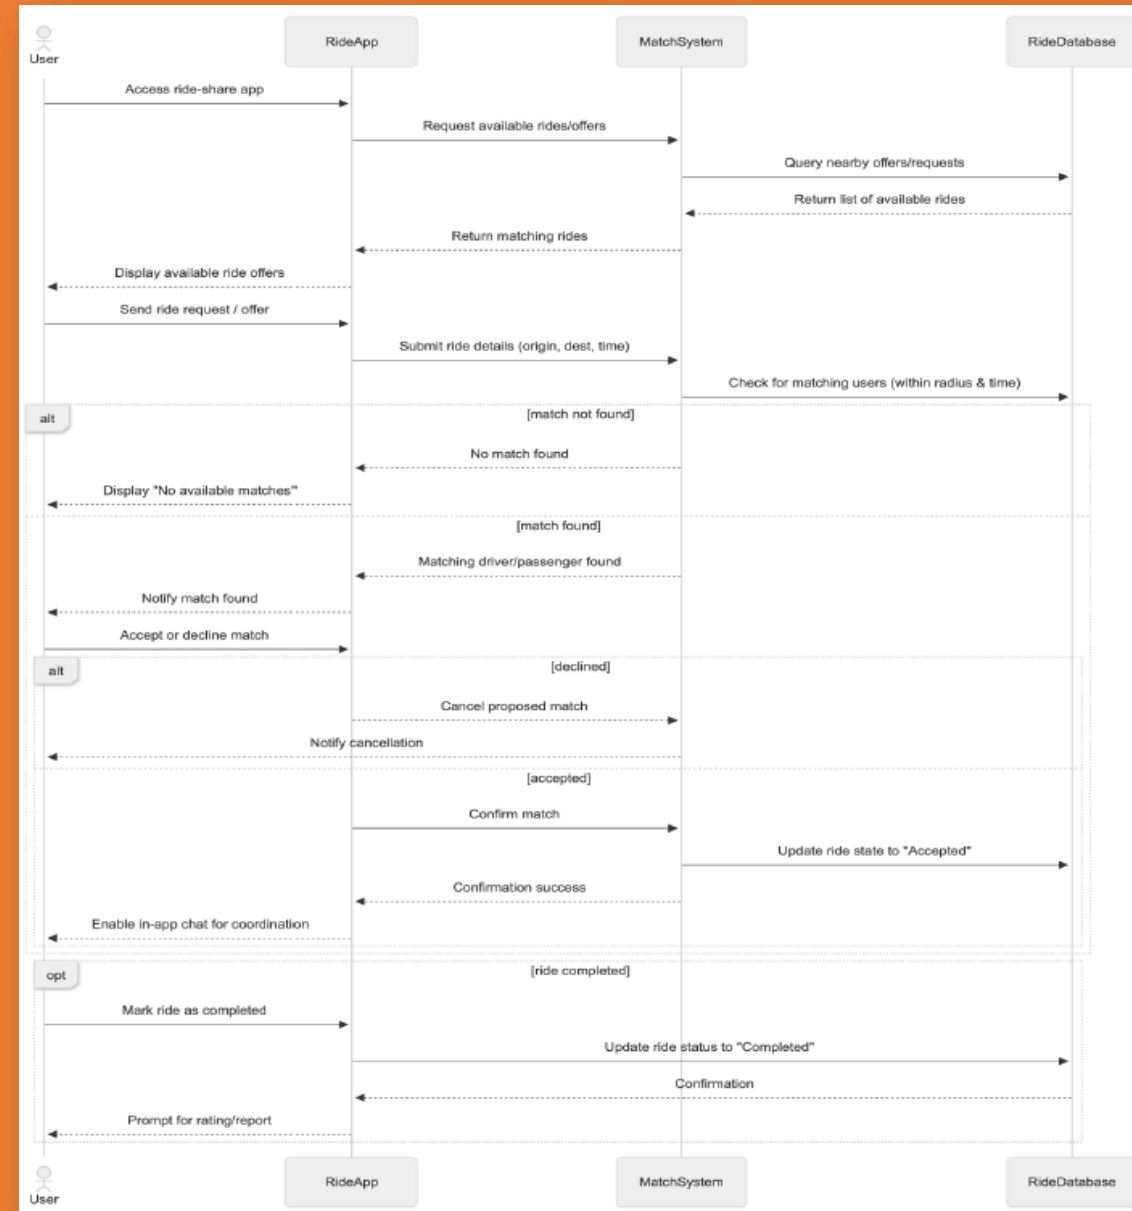 User
RideApp
MatchSystem
RideDatabase
Access ride-share app
Request available rides/offers
Query nearby offers/requests
Return list of available rides
Return matching rides
Display available ride offers
Send ride request / offer
Submit ride details (origin, dest, time)
Check for matching users (within radius & time)
alt
[match not found]
No match found
Display "No available matches"
[match found]
Matching driver/passenger found
Notify match found
Accept or decline match
alt
[declined]
Cancel proposed match
Notify cancellation
[accepted]
Confirm match
Update ride state to "Accepted"
Confirmation success
Enable in-app chat for coordination
opt
[ride completed]
Mark ride as completed
Update ride status to "Completed"
Confirmation
Prompt for rating/report
User
RideApp
MatchSystem
RideDatabase